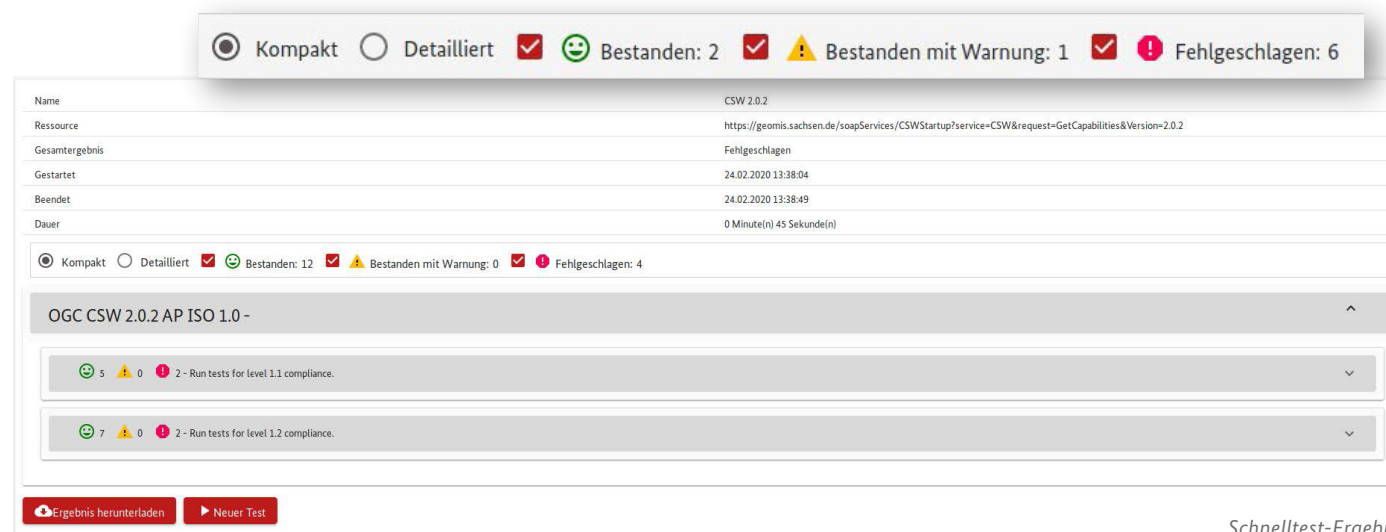 Kompakt Detailliert Bestanden: 2 Bestanden mit Warnung: 1 Fehlgeschlagen: 6
Name CSW 2.0.2
Ressource https://geomis.sachsen.de/soapServices/CSWStartup?service=CSW&request=GetCapabilities&Version=2.0.2
Gesamtergebnis Fehlgeschlagen
Gestartet 24.02.2020 13:38:04
Beendet 24.02.2020 13:38:49
Dauer 0 Minute(n) 45 Sekunde(n)
Kompakt Detailliert Bestanden: 12 Bestanden mit Warnung: 0 Fehlgeschlagen: 4
OGC CSW 2.0.2 AP ISO 1.0 -
5 0 2 - Run tests for level 1.1 compliance.
7 0 2 - Run tests for level 1.2 compliance.
Ergebnis herunterladen Neuer Test